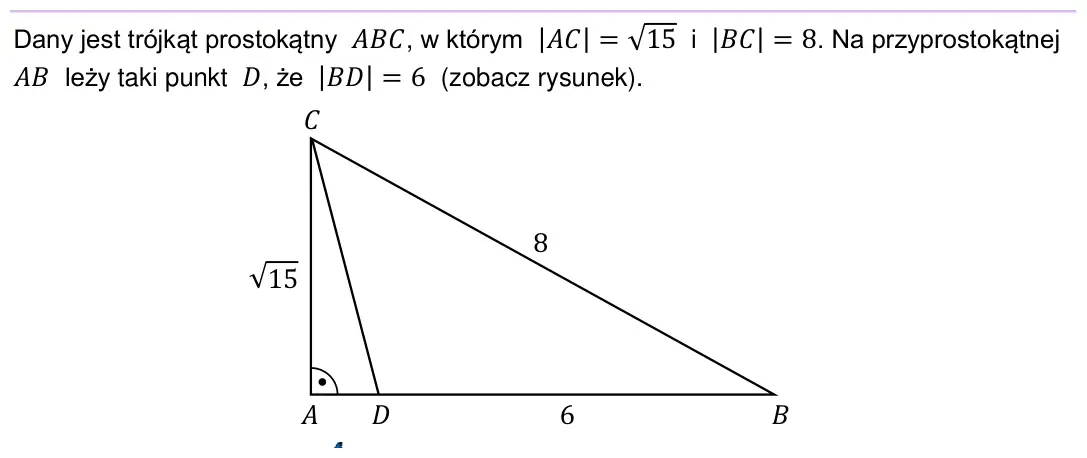 Dany jest trójkąt prostokątny ABC, w którym |AC| = √15 i |BC| = 8. Na przyprostokątnej
AB leży taki punkt D, że |BD| = 6 (zobacz rysunek).
C
8
√15
A D 6 B